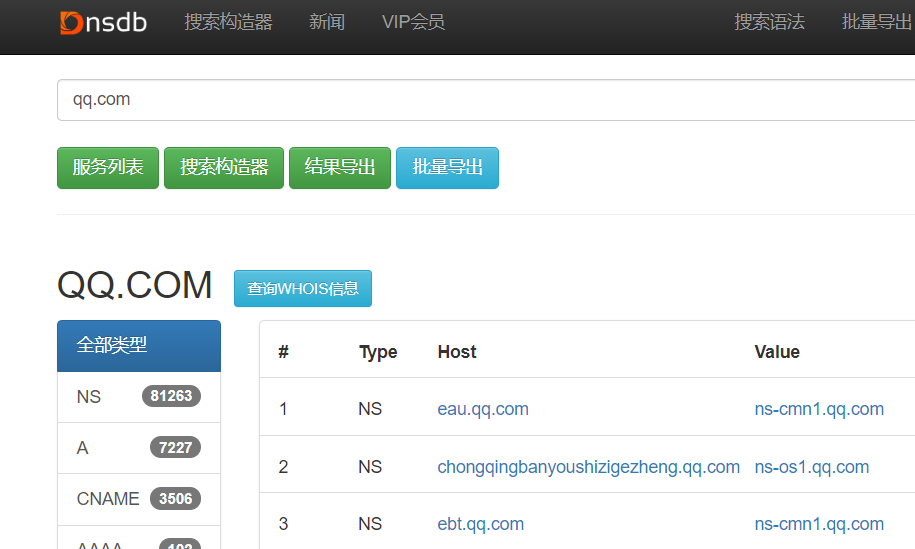 Dnsdb 搜索构造器 新闻 VIP会员 搜索语法 批量导出
qq.com
服务列表 搜索构造器 结果导出 批量导出
QQ.COM 查询WHOIS信息
全部类型
NS 81263
A 7227
CNAME 3506
AAAA
# Type Host Value
1 NS eau.qq.com ns-cmn1.qq.com
2 NS chongqingbanyoushizigezheng.qq.com ns-os1.qq.com
3 NS ebt.qq.com ns-cmn1.qq.com